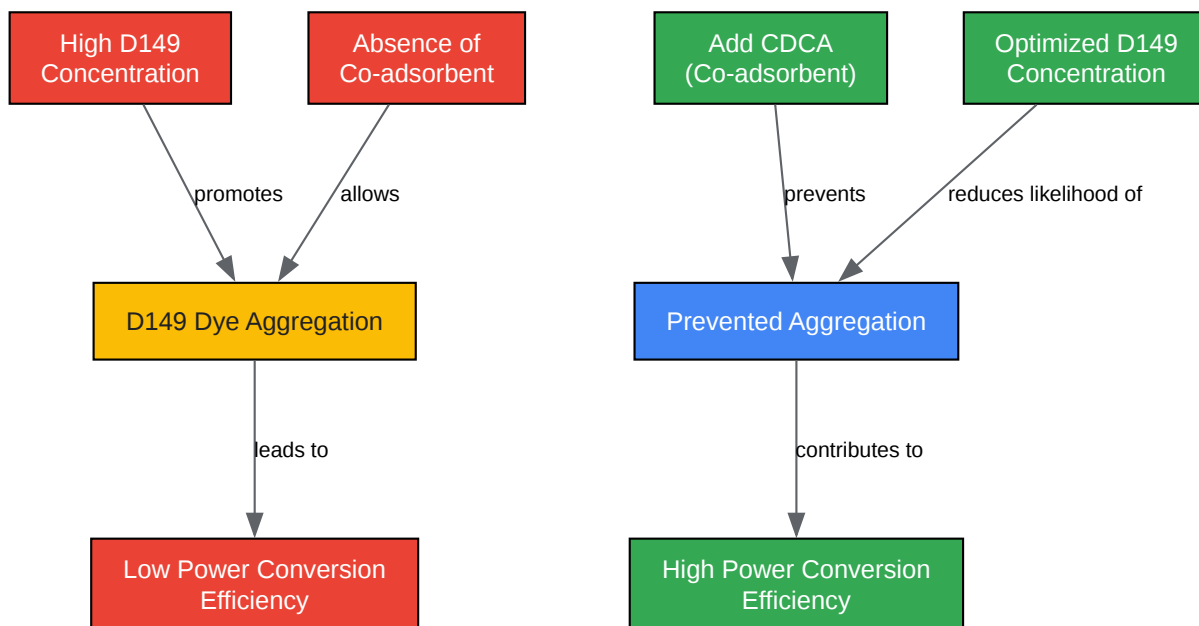 High D149
Concentration
Absence of
Co-adsorbent
Add CDCA
(Co-adsorbent)
Optimized D149
Concentration
promotes
allows
prevents
reduces likelihood of
D149 Dye Aggregation
Prevented Aggregation
leads to
contributes to
Low Power Conversion
Efficiency
High Power Conversion
Efficiency